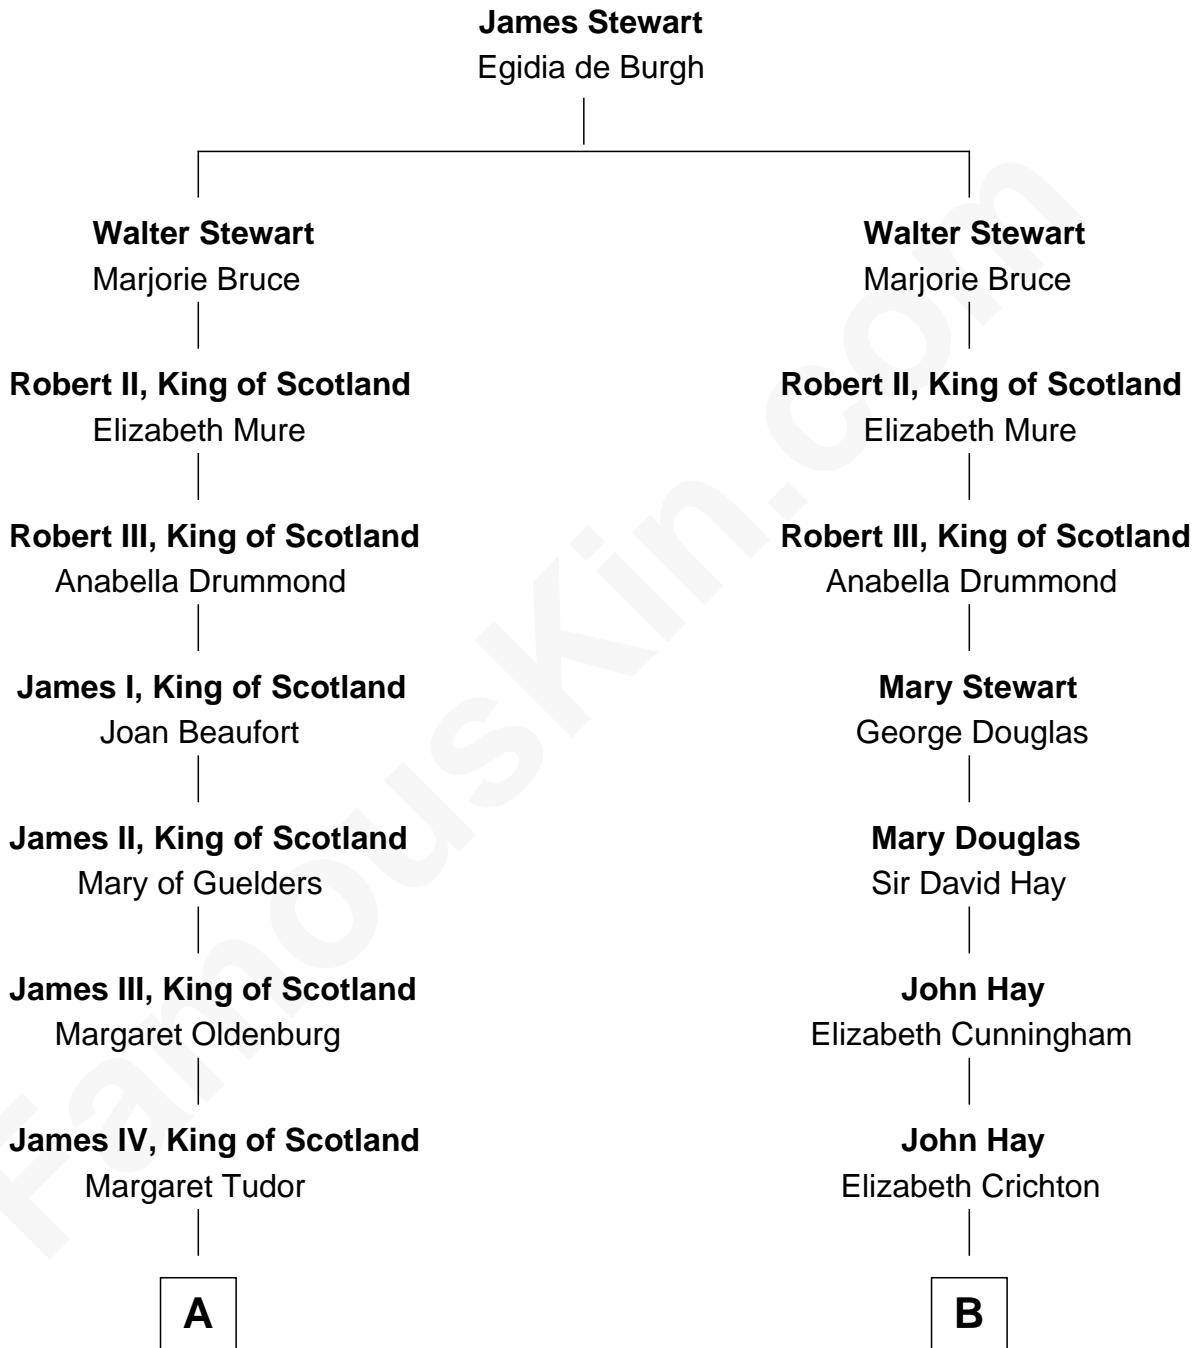 James Stewart
Egidia de Burgh
Walter Stewart
Marjorie Bruce
Robert II, King of Scotland
Elizabeth Mure
Robert III, King of Scotland
Anabella Drummond
James I, King of Scotland
Joan Beaufort
James II, King of Scotland
Mary of Guelders
James III, King of Scotland
Margaret Oldenburg
James IV, King of Scotland
Margaret Tudor
A
Walter Stewart
Marjorie Bruce
Robert II, King of Scotland
Elizabeth Mure
Robert III, King of Scotland
Anabella Drummond
Mary Stewart
George Douglas
Mary Douglas
Sir David Hay
John Hay
Elizabeth Cunningham
John Hay
Elizabeth Crichton
B
FamousKin.com